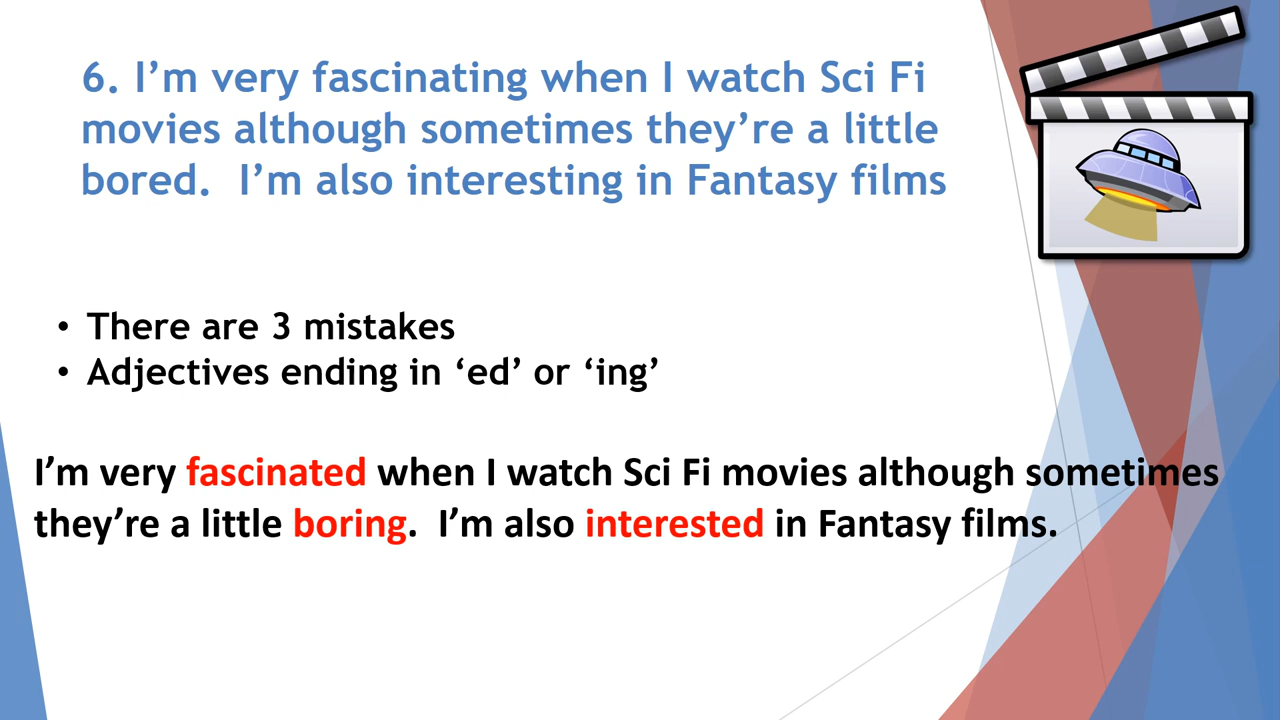 6. I’m very fascinating when I watch Sci Fi
movies although sometimes they’re a little
bored.  I’m also interesting in Fantasy films
• There are 3 mistakes
• Adjectives ending in ‘ed’ or ‘ing’
I’m very fascinated when I watch Sci Fi movies although sometimes
they’re a little boring.  I’m also interested in Fantasy films.